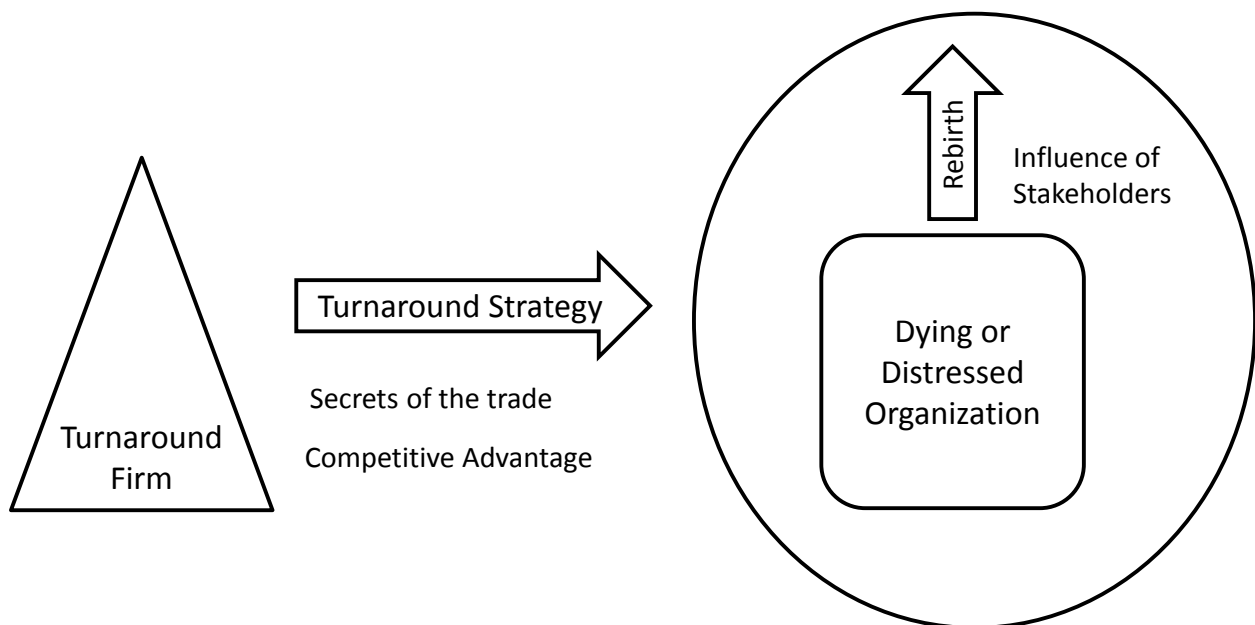 Turnaround
Firm
Turnaround Strategy
Secrets of the trade
Competitive Advantage
Rebirth
Influence of
Stakeholders
Dying or
Distressed
Organization